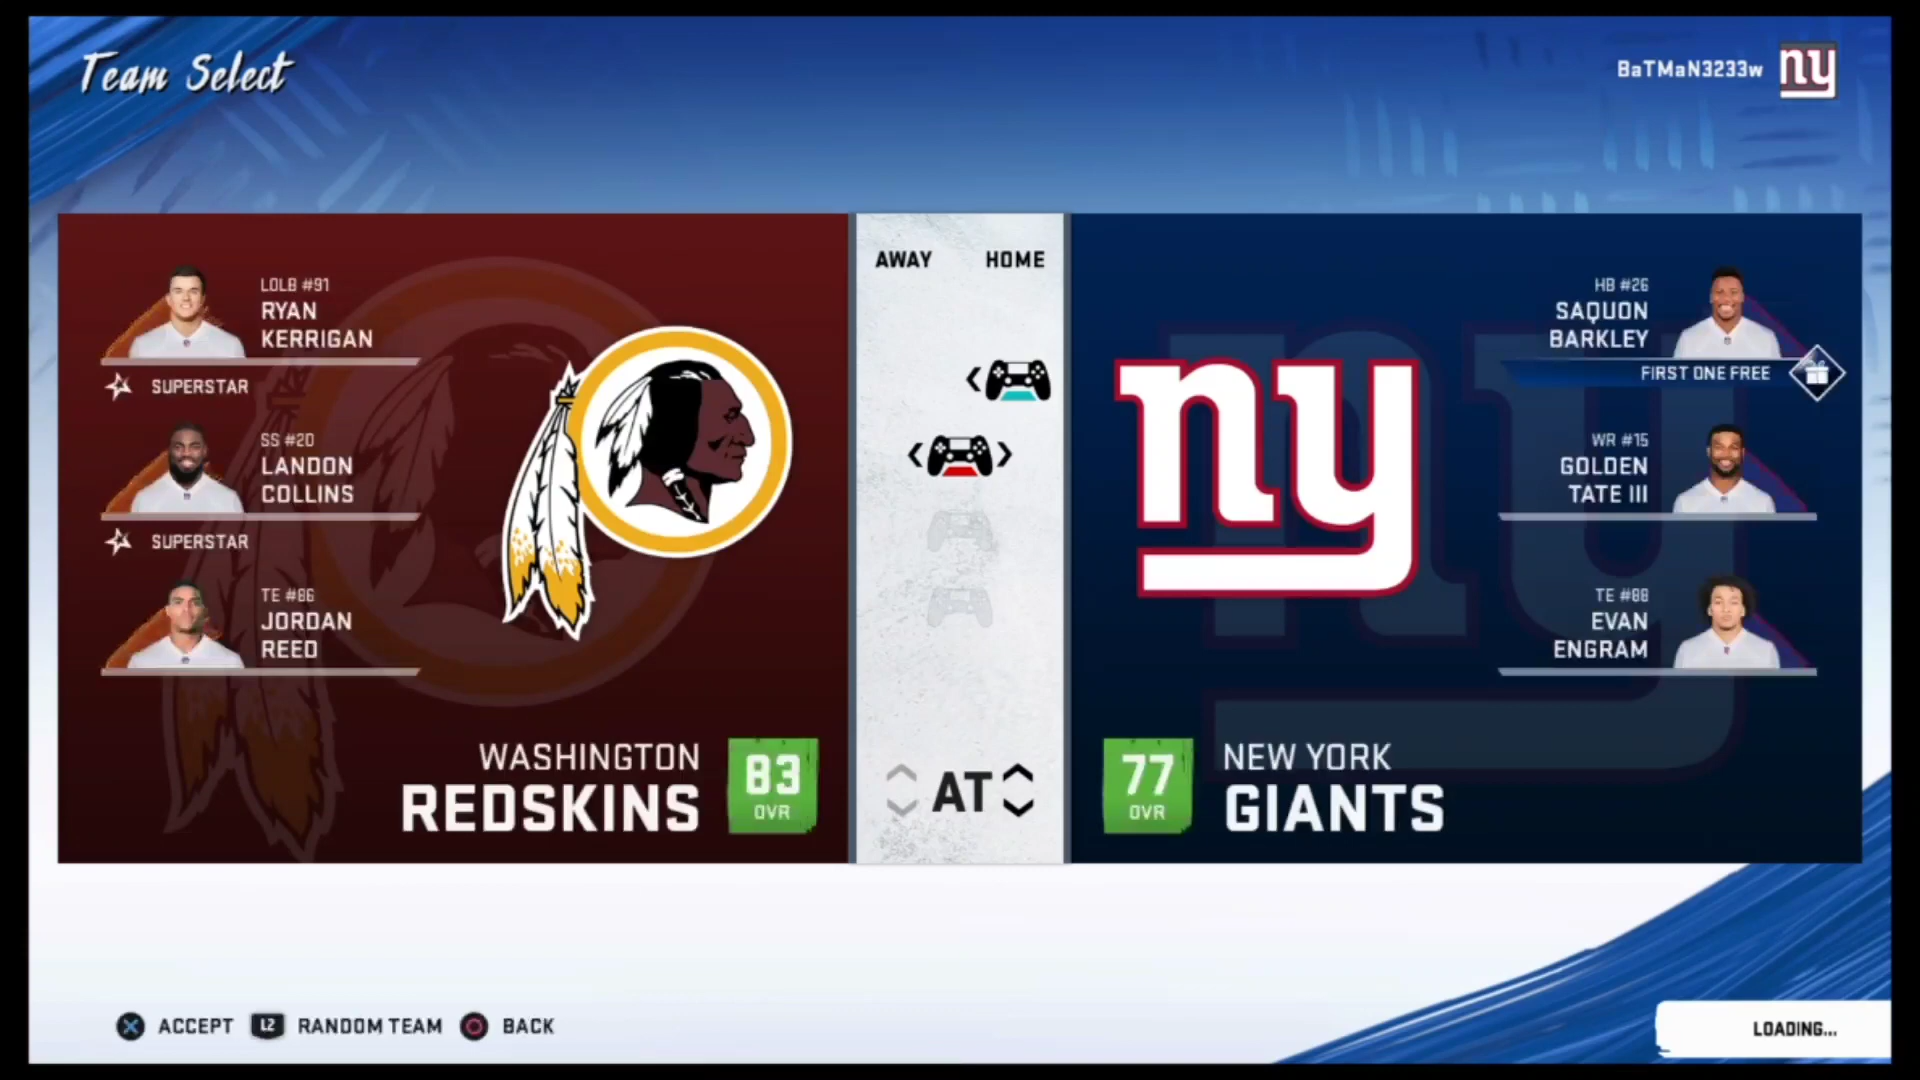 Team Select
BaTMaN3233w
ny
AWAY
HOME
LOLB #91
RYAN
KERRIGAN
SUPERSTAR
SS #20
LANDON
COLLINS
SUPERSTAR
TE #86
JORDAN
REED
HB #26
SAQUON
BARKLEY
FIRST ONE FREE
WR #15
GOLDEN
TATE III
TE #88
EVAN
ENGRAM
ny
WASHINGTON
REDSKINS
83
OVR
AT
77
OVR
NEW YORK
GIANTS
ACCEPT
L2 RANDOM TEAM
BACK
LOADING...